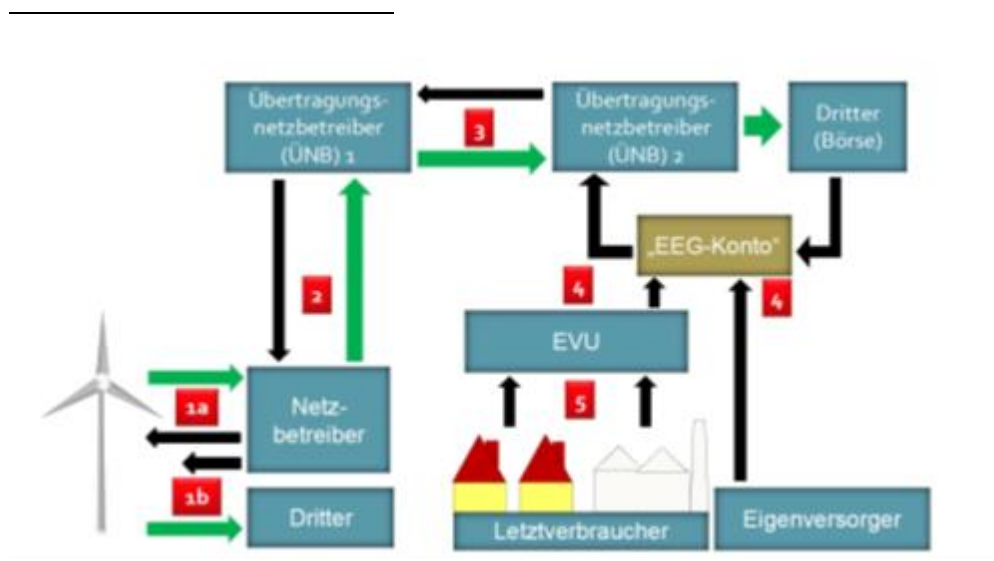 Übertragungs-
netzbetreiber
(ÜNB) 1
3
Übertragungs-
netzbetreiber
(ÜNB) 2
Dritter
(Börse)
„EEG-Konto“
2
4
4
EVU
1a
Netz-
betreiber
5
1b
Dritter
Letztverbraucher
Eigenversorger